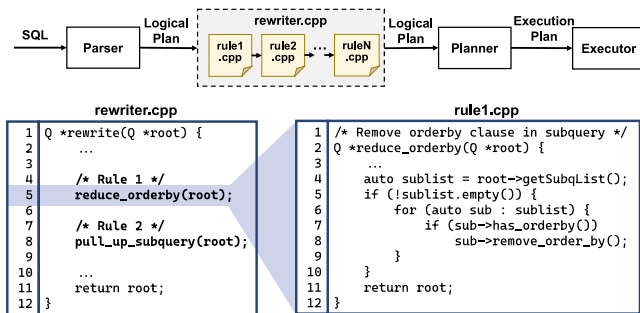 rewriter.cpp
SQL
Parser
Logical
Plan
rule1
.cpp
rule2
.cpp
...
ruleN
.cpp
Logical
Plan
Planner
Execution
Plan
Executor
rewriter.cpp
1 Q *rewrite(Q *root) {
2 ...
3
4 /* Rule 1 */
5 reduce_orderby(root);
6
7 /* Rule 2 */
8 pull_up_subquery(root);
9
10 ...
11 return root;
12 }
rule1.cpp
1 /* Remove orderby clause in subquery */
2 Q *reduce_orderby(Q *root) {
3 ...
4 auto sublist = root->getSubqList();
5 if (!sublist.empty()) {
6 for (auto sub : sublist) {
7 if (sub->has_orderby())
8 sub->remove_order_by();
9 }
10 }
11 return root;
12 }